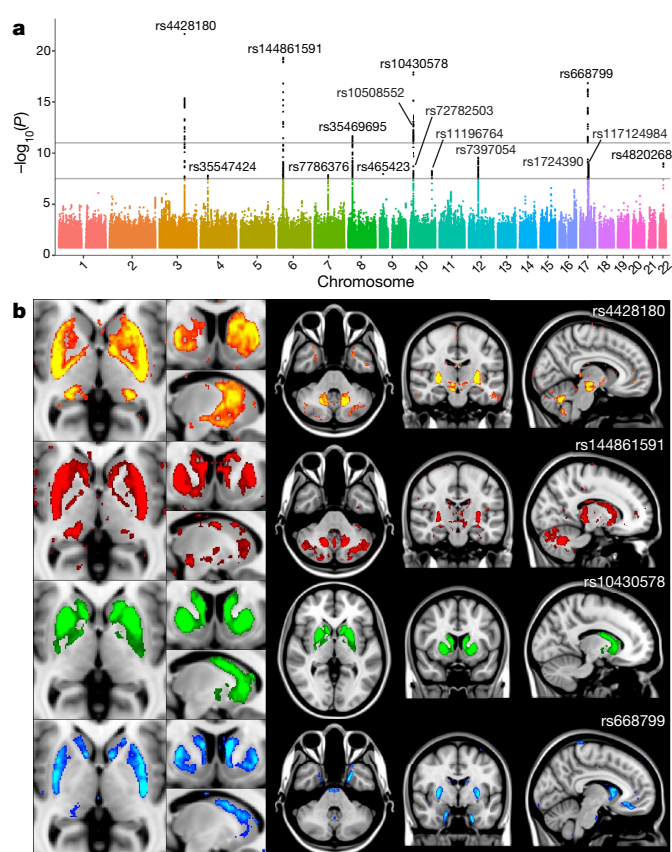 a
rs4428180
20
rs144861591
rs10430578
rs668799
15
rs10508552
rs72782503
rs35469695
rs11196764
rs117124984
−log10(P)
10
rs7397054
rs35547424
rs7786376
rs465423
rs1724390
rs4820268
5
0
1 2 3 4 5 6 7 8 9 10 11 12 13 14 15 16 17 18 19 20 21 22
Chromosome
b
rs4428180
rs144861591
rs10430578
rs668799